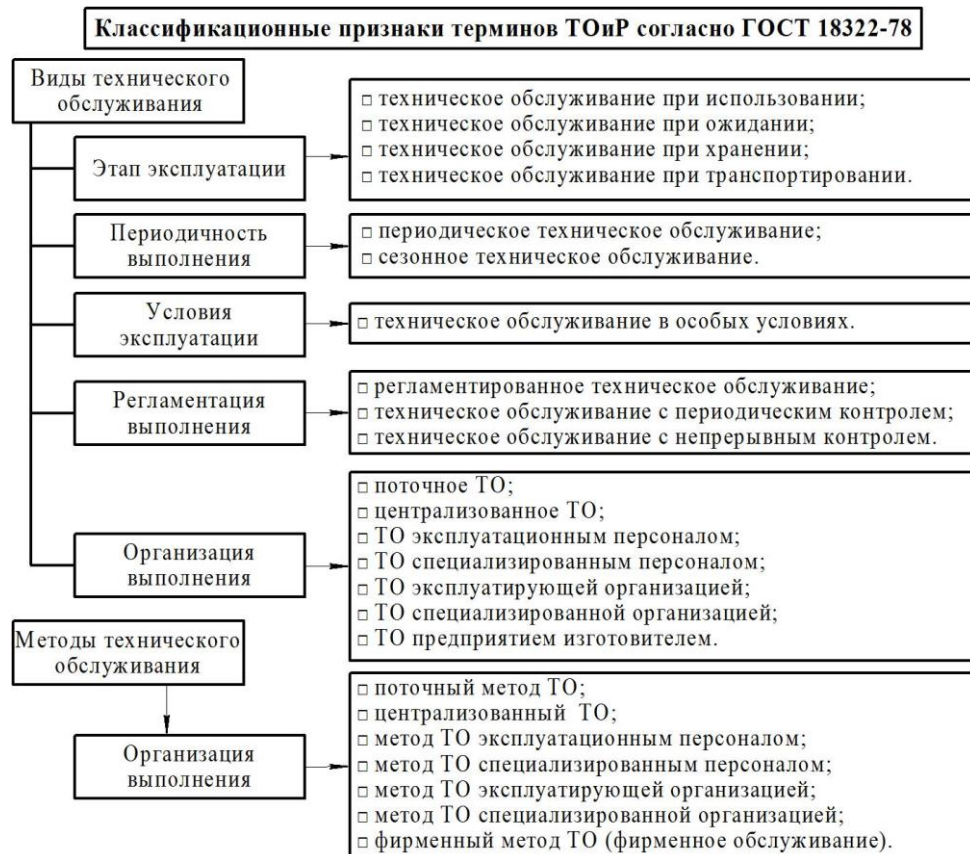 Классификационные признаки терминов ТОиР согласно ГОСТ 18322-78
Виды технического
обслуживания
Этап эксплуатации
□ техническое обслуживание при использовании;
□ техническое обслуживание при ожидании;
□ техническое обслуживание при хранении;
□ техническое обслуживание при транспортировании.
Периодичность
выполнения
□ периодическое техническое обслуживание;
□ сезонное техническое обслуживание.
Условия
эксплуатации
□ техническое обслуживание в особых условиях.
Регламентация
выполнения
□ регламентированное техническое обслуживание;
□ техническое обслуживание с периодическим контролем;
□ техническое обслуживание с непрерывным контролем.
Организация
выполнения
□ поточное ТО;
□ централизованное ТО;
□ ТО эксплуатационным персоналом;
□ ТО специализированным персоналом;
□ ТО эксплуатирующей организацией;
□ ТО специализированной организацией;
□ ТО предприятием изготовителем.
Методы технического
обслуживания
Организация
выполнения
□ поточный метод ТО;
□ централизованный ТО;
□ метод ТО эксплуатационным персоналом;
□ метод ТО специализированным персоналом;
□ метод ТО эксплуатирующей организацией;
□ метод ТО специализированной организацией;
□ фирменный метод ТО (фирменное обслуживание).